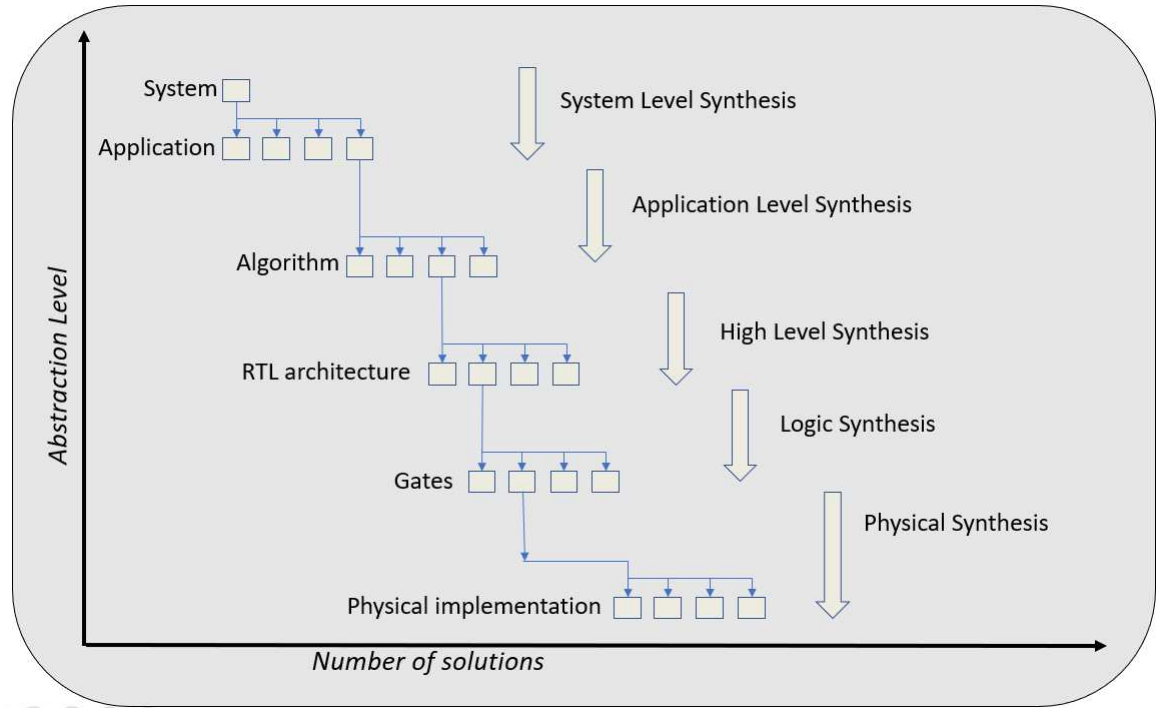 System
System Level Synthesis
Application
Application Level Synthesis
Algorithm
High Level Synthesis
RTL architecture
Logic Synthesis
Gates
Physical Synthesis
Physical implementation
Abstraction Level
Number of solutions